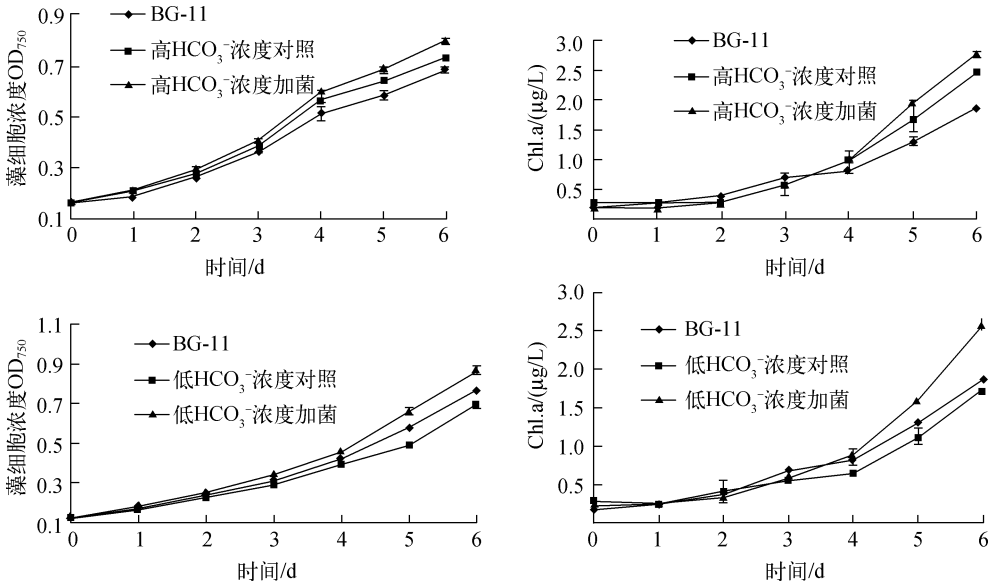 藻细胞浓度OD₇₅₀
0.9
0.7
0.5
0.3
0.1
BG-11
高HCO₃⁻浓度对照
高HCO₃⁻浓度加菌
0 1 2 3 4 5 6
时间/d
Chl.a/(μg/L)
3.0
2.5
2.0
1.5
1.0
0.5
BG-11
高HCO₃⁻浓度对照
高HCO₃⁻浓度加菌
0 1 2 3 4 5 6
时间/d
藻细胞浓度OD₇₅₀
1.1
0.9
0.7
0.5
0.3
0.1
BG-11
低HCO₃⁻浓度对照
低HCO₃⁻浓度加菌
0 1 2 3 4 5 6
时间/d
Chl.a/(μg/L)
3.0
2.5
2.0
1.5
1.0
0.5
BG-11
低HCO₃⁻浓度对照
低HCO₃⁻浓度加菌
0 1 2 3 4 5 6
时间/d